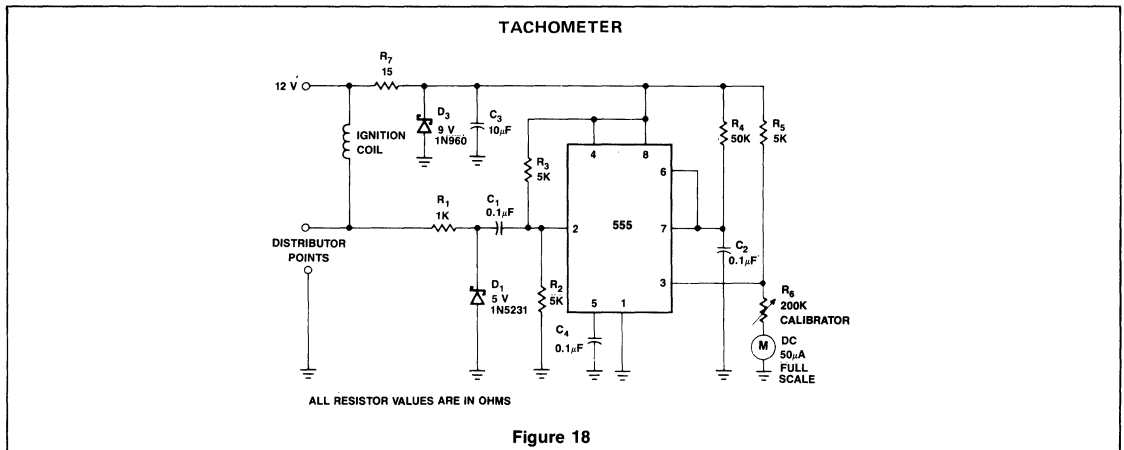 TACHOMETER
R7
15
12 V
D3
9 V
1N960
C3
10μF
IGNITION
COIL
R4
50K
R5
5K
4
8
R3
5K
6
R1
1K
C1
0.1μF
2
555
7
DISTRIBUTOR
POINTS
C2
0.1μF
D1
5 V
1N5231
R2
5K
3
R6
200K
CALIBRATOR
5
1
C4
0.1μF
M
DC
50μA
FULL
SCALE
ALL RESISTOR VALUES ARE IN OHMS
Figure 18